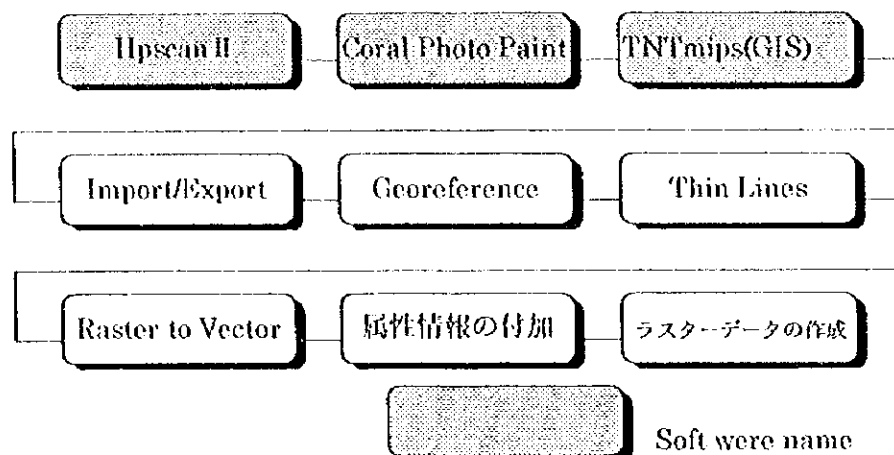 Hpscan II
Coral Photo Paint
TNTmips(GIS)
Import/Export
Georeference
Thin Lines
Raster to Vector
属性情報の付加
ラスターデータの作成
Soft were name